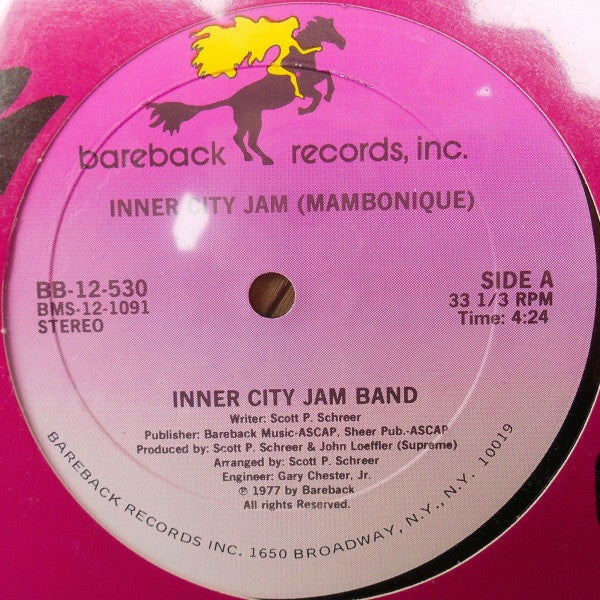 bareback records, inc.
INNER CITY JAM (MAMBONIQUE)
BB-12-530
BMS-12-1091
STEREO
SIDE A
33 1/3 RPM
Time: 4:24
INNER CITY JAM BAND
Writer: Scott P. Schreer
Publisher: Bareback Music-ASCAP, Sheer Pub.-ASCAP
Produced by: Scott P. Schreer & John Loeffler (Supreme)
Arranged by: Scott P. Schreer
Engineer: Gary Chester, Jr.
℗ 1977 by Bareback
All rights Reserved.
BAREBACK RECORDS INC. 1650 BROADWAY, N.Y., N.Y. 10019